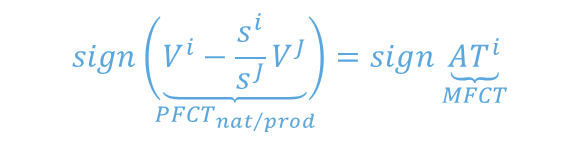 sign(V^i − s^i/s^J V^J) = sign AT^i
PFCT_nat/prod MFCT